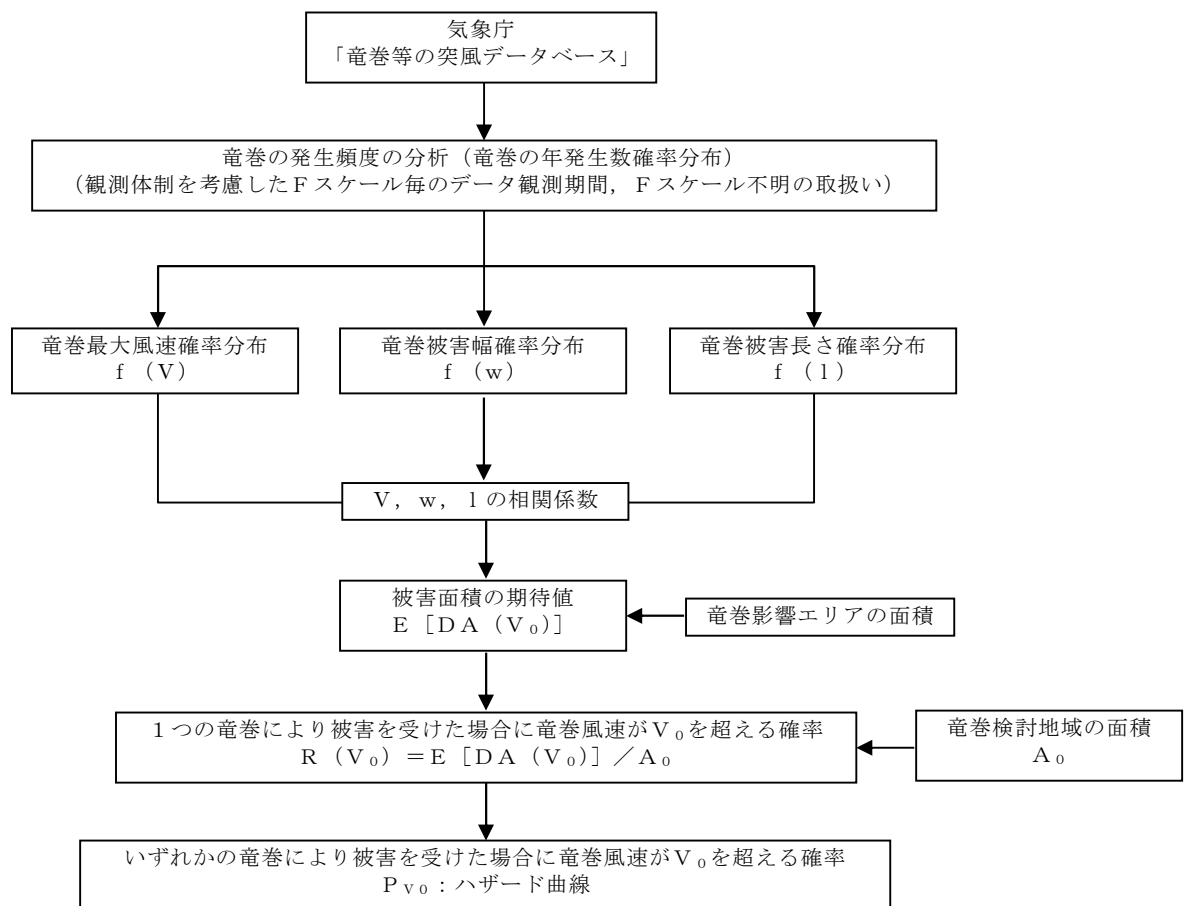 気象庁
「竜巻等の突風データベース」
竜巻の発生頻度の分析（竜巻の年発生数確率分布）
（観測体制を考慮したＦスケール毎のデータ観測期間，Ｆスケール不明の取扱い）
竜巻最大風速確率分布
ｆ（Ｖ）
竜巻被害幅確率分布
ｆ（ｗ）
竜巻被害長さ確率分布
ｆ（ｌ）
Ｖ，ｗ，ｌの相関係数
被害面積の期待値
Ｅ［ＤＡ（Ｖ₀）］
竜巻影響エリアの面積
１つの竜巻により被害を受けた場合に竜巻風速がＶ₀を超える確率
Ｒ（Ｖ₀）＝Ｅ［ＤＡ（Ｖ₀）］／Ａ₀
竜巻検討地域の面積
Ａ₀
いずれかの竜巻により被害を受けた場合に竜巻風速がＶ₀を超える確率
Ｐᵥ₀：ハザード曲線